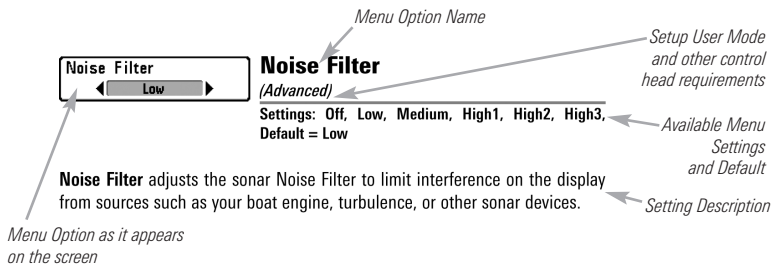 Menu Option Name
Setup User Mode
and other control
head requirements
Noise Filter
Low
Noise Filter
(Advanced)
Settings: Off, Low, Medium, High1, High2, High3,
Default = Low
Available Menu
Settings
and Default
Noise Filter adjusts the sonar Noise Filter to limit interference on the display
from sources such as your boat engine, turbulence, or other sonar devices.
Setting Description
Menu Option as it appears
on the screen